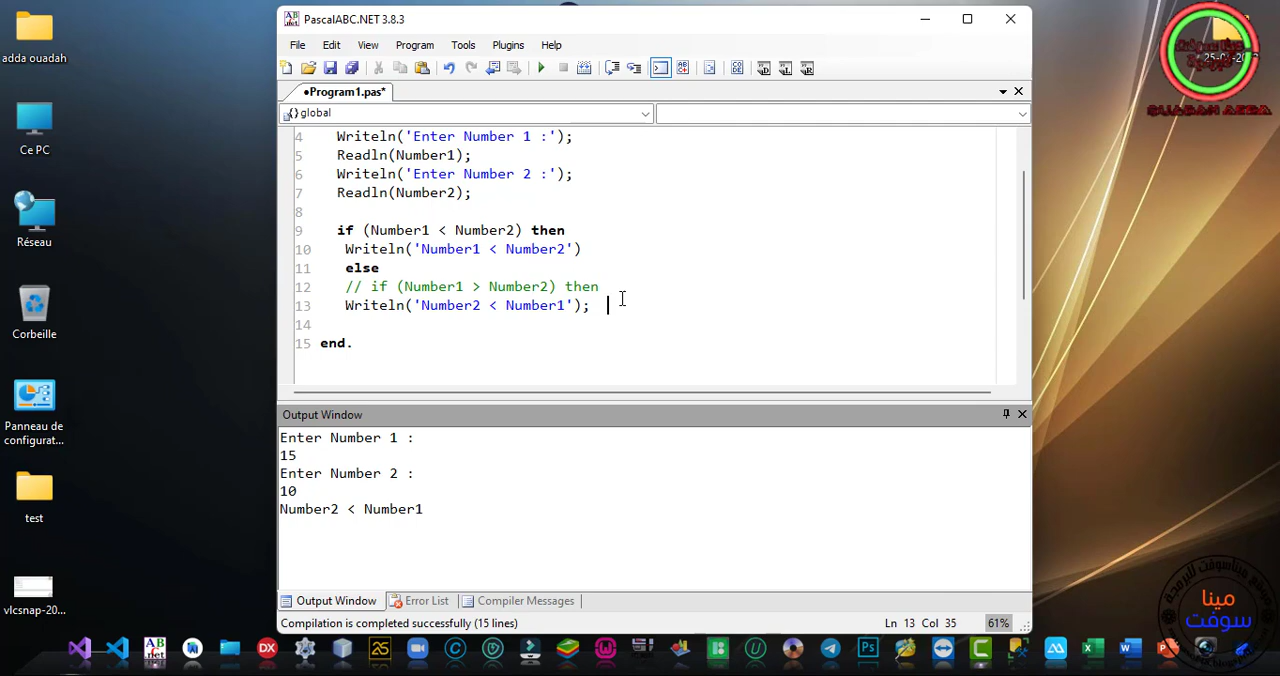 adda ouadah
Ce PC
Réseau
Corbeille
Panneau de
configurat...
test
vlcsnap-20...
PascalABC.NET 3.8.3
File Edit View Program Tools Plugins Help
•Program1.pas*
{} global
4 Writeln('Enter Number 1 :');
5 Readln(Number1);
6 Writeln('Enter Number 2 :');
7 Readln(Number2);
8
9 if (Number1 < Number2) then
10 Writeln('Number1 < Number2')
11 else
12 // if (Number1 > Number2) then
13 Writeln('Number2 < Number1');
14
15 end.
Output Window
Enter Number 1 :
15
Enter Number 2 :
10
Number2 < Number1
Output Window Error List Compiler Messages
Compilation is completed successfully (15 lines)
Ln 13 Col 35
61%
OUADAH ADDA
مينا
سوفت